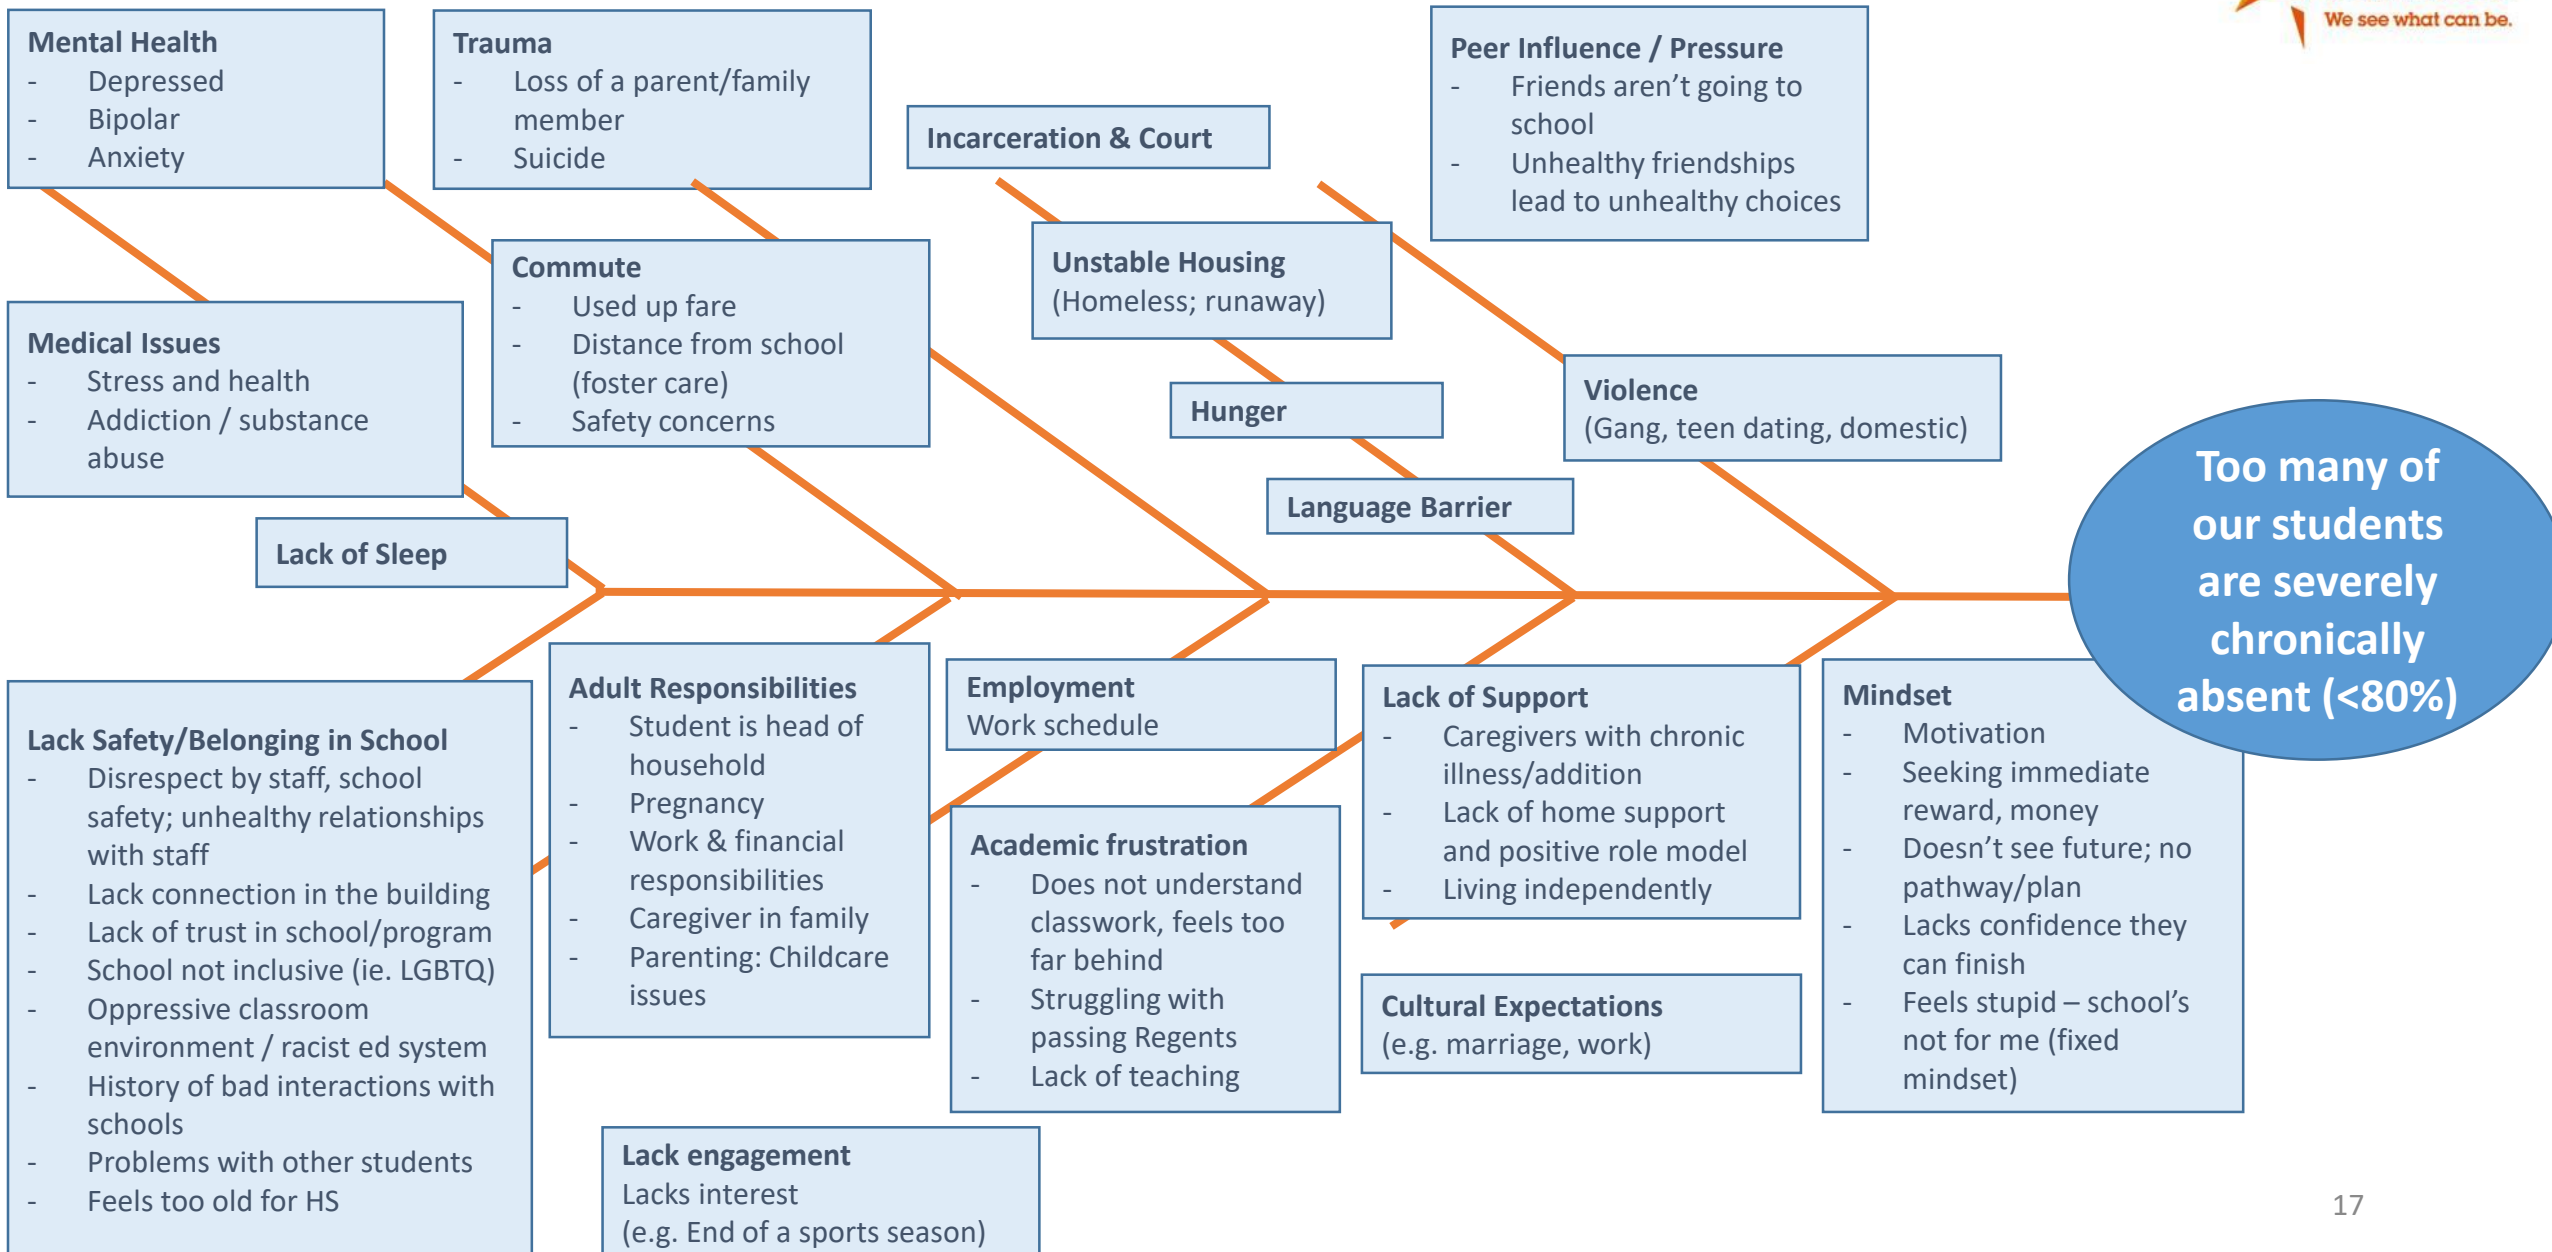 We see what can be.
Mental Health
- Depressed
- Bipolar
- Anxiety
Trauma
- Loss of a parent/family
member
- Suicide
Incarceration & Court
Peer Influence / Pressure
- Friends aren’t going to
school
- Unhealthy friendships
lead to unhealthy choices
Medical Issues
- Stress and health
- Addiction / substance
abuse
Commute
- Used up fare
- Distance from school
(foster care)
- Safety concerns
Unstable Housing
(Homeless; runaway)
Hunger
Violence
(Gang, teen dating, domestic)
Language Barrier
Lack of Sleep
Too many of
our students
are severely
chronically
absent (<80%)
Lack Safety/Belonging in School
- Disrespect by staff, school
safety; unhealthy relationships
with staff
- Lack connection in the building
- Lack of trust in school/program
- School not inclusive (ie. LGBTQ)
- Oppressive classroom
environment / racist ed system
- History of bad interactions with
schools
- Problems with other students
- Feels too old for HS
Adult Responsibilities
- Student is head of
household
- Pregnancy
- Work & financial
responsibilities
- Caregiver in family
- Parenting: Childcare
issues
Employment
Work schedule
Academic frustration
- Does not understand
classwork, feels too
far behind
- Struggling with
passing Regents
- Lack of teaching
Lack of Support
- Caregivers with chronic
illness/addition
- Lack of home support
and positive role model
- Living independently
Cultural Expectations
(e.g. marriage, work)
Mindset
- Motivation
- Seeking immediate
reward, money
- Doesn’t see future; no
pathway/plan
- Lacks confidence they
can finish
- Feels stupid – school’s
not for me (fixed
mindset)
Lack engagement
Lacks interest
(e.g. End of a sports season)
17